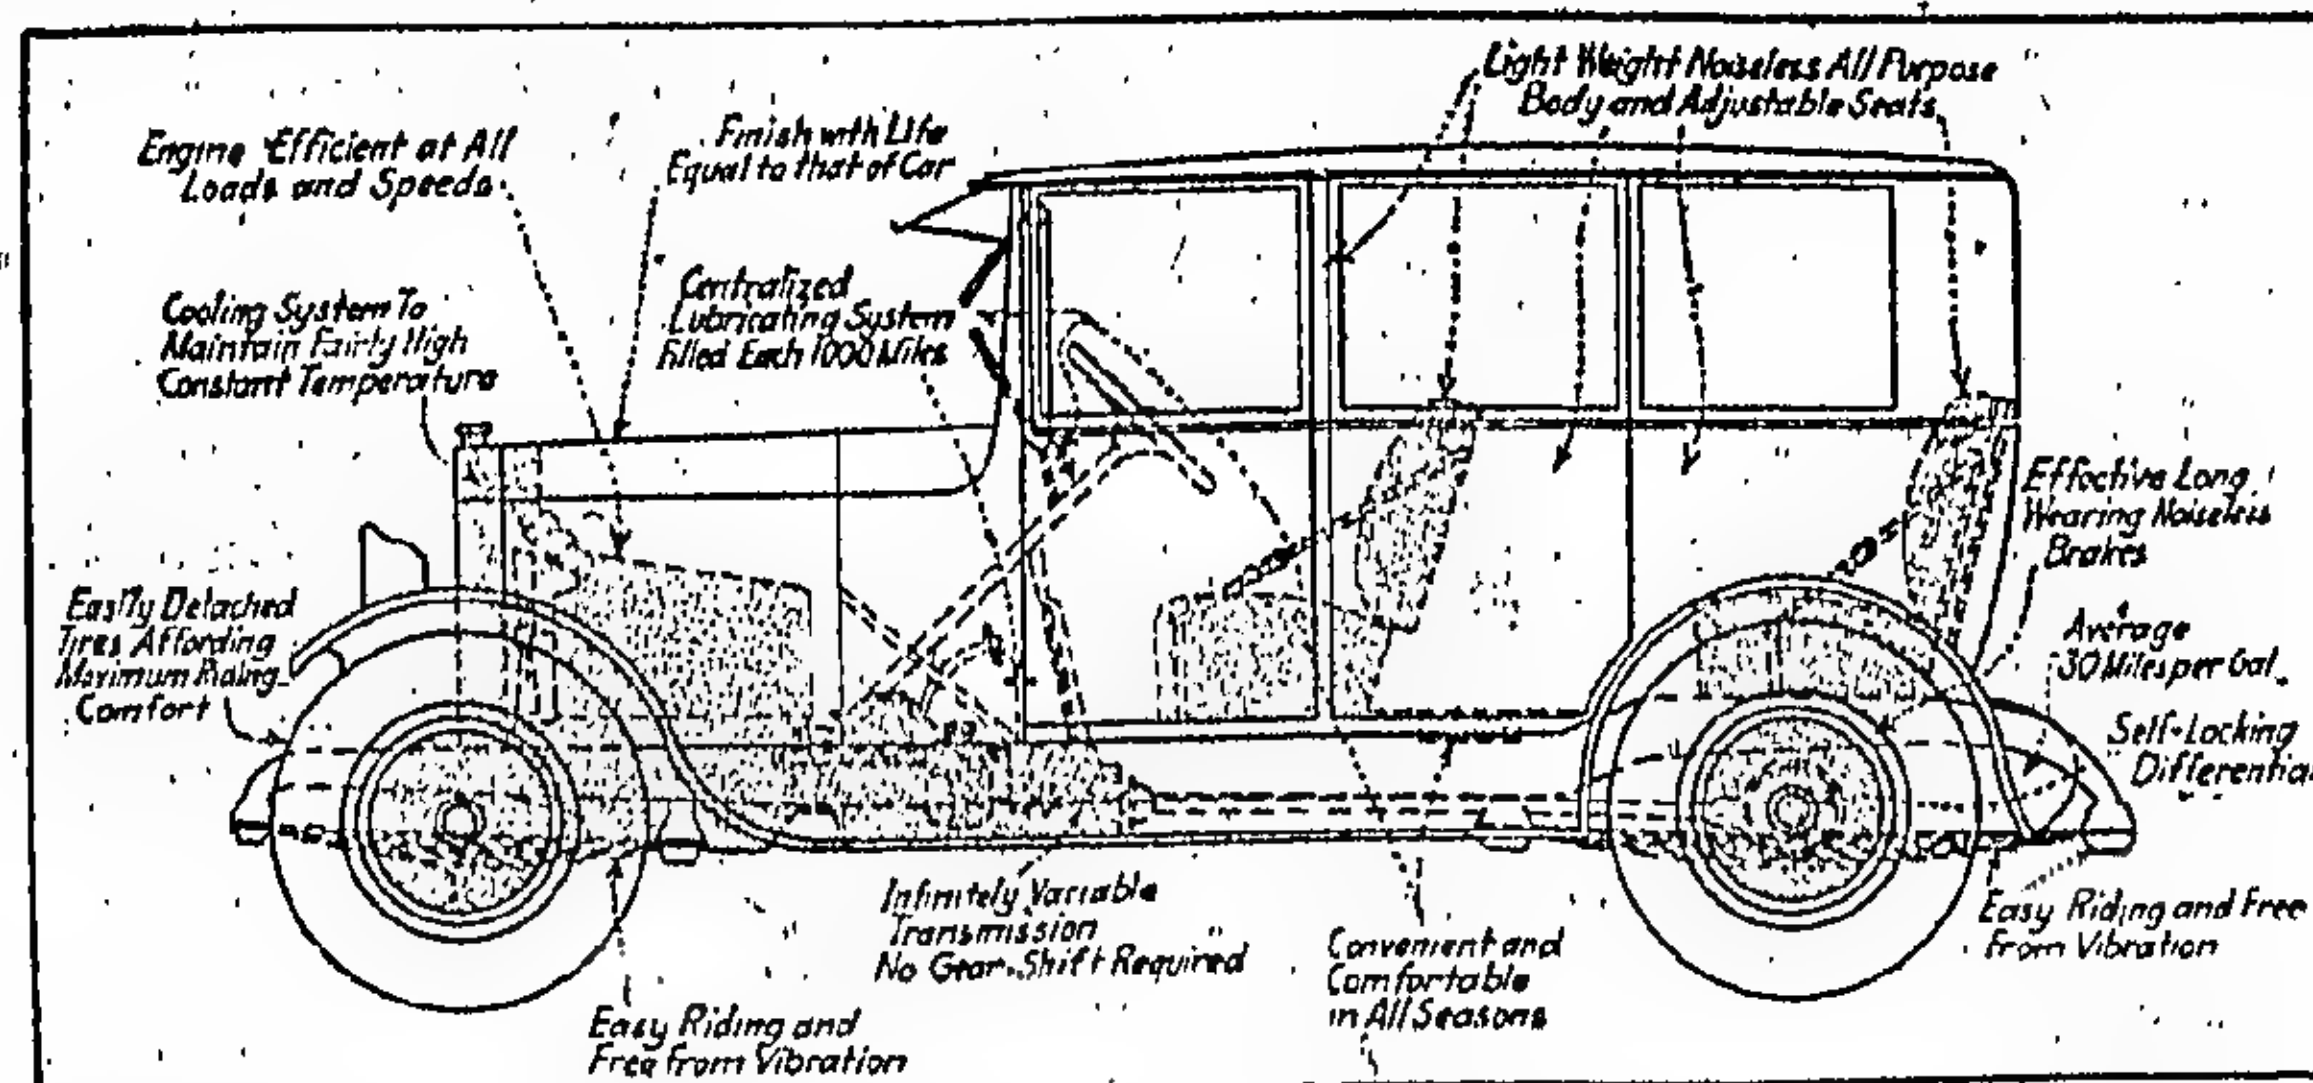 Light Weight Noiseless All Purpose
Body and Adjustable Seats
Finish with Life
Equal to that of Car
Engine Efficient at All
Loads and Speeds
Cooling System To
Maintain Fairly High
Constant Temperature
Centralized
Lubricating System
Filled Each 1000 Miles
Effective Long
Wearing Noiseless
Brakes
Easily Detached
Tires Affording
Maximum Riding
Comfort
Average
30 Miles per Gal.
Self-Locking
Differential
Infinitely Variable
Transmission
No Gear-Shift Required
Convenient and
Comfortable
in All Seasons
Easy Riding and Free
from Vibration
Easy Riding and
Free from Vibration